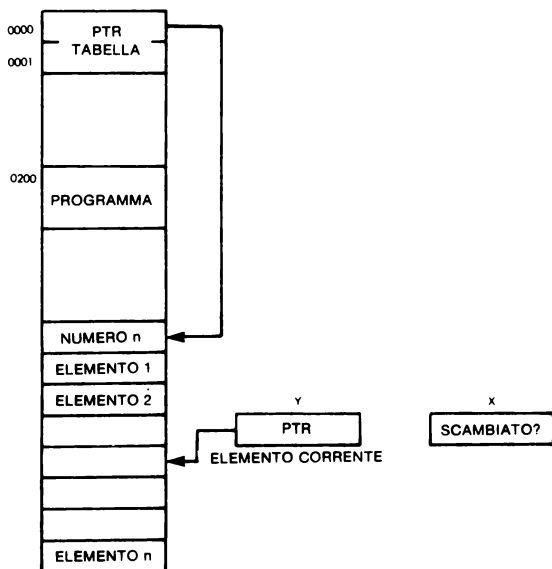 0000
PTR
TABELLA
0001
0200
PROGRAMMA
NUMERO n
ELEMENTO 1
ELEMENTO 2
Y
X
PTR
SCAMBIATO?
ELEMENTO CORRENTE
ELEMENTO n